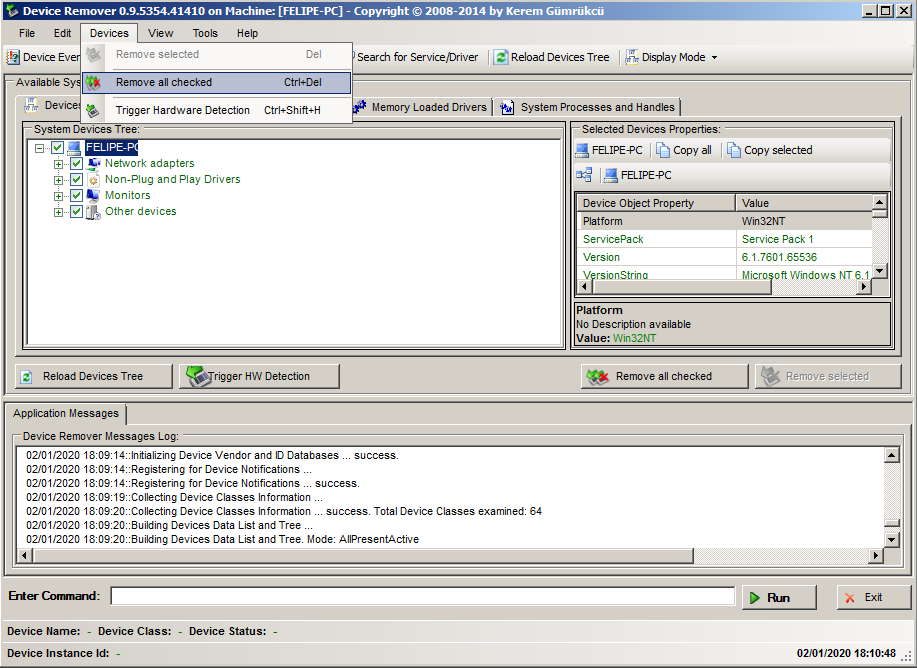 Device Remover 0.9.5354.41410 on Machine: [FELIPE-PC] - Copyright © 2008-2014 by Kerem Gümrükcü
File Edit Devices View Tools Help
Device Ever Search for Service/Driver Reload Devices Tree Display Mode
Remove selected Del
Remove all checked Ctrl+Del
Trigger Hardware Detection Ctrl+Shift+H
Available Sys
Devices Memory Loaded Drivers System Processes and Handles
System Devices Tree:
FELIPE-PC
Network adapters
Non-Plug and Play Drivers
Monitors
Other devices
Selected Devices Properties:
FELIPE-PC Copy all Copy selected
FELIPE-PC
Device Object Property Value
Platform Win32NT
ServicePack Service Pack 1
Version 6.1.7601.65536
VersionString Microsoft Windows NT 6.1
Platform
No Description available
Value: Win32NT
Reload Devices Tree Trigger HW Detection Remove all checked Remove selected
Application Messages
Device Remover Messages Log:
02/01/2020 18:09:14::Initializing Device Vendor and ID Databases ... success.
02/01/2020 18:09:14::Registering for Device Notifications ...
02/01/2020 18:09:14::Registering for Device Notifications ... success.
02/01/2020 18:09:19::Collecting Device Classes Information ...
02/01/2020 18:09:20::Collecting Device Classes Information ... success. Total Device Classes examined: 64
02/01/2020 18:09:20::Building Devices Data List and Tree ...
02/01/2020 18:09:20::Building Devices Data List and Tree. Mode: AllPresentActive
Enter Command: Run Exit
Device Name: - Device Class: - Device Status: -
Device Instance Id: - 02/01/2020 18:10:48